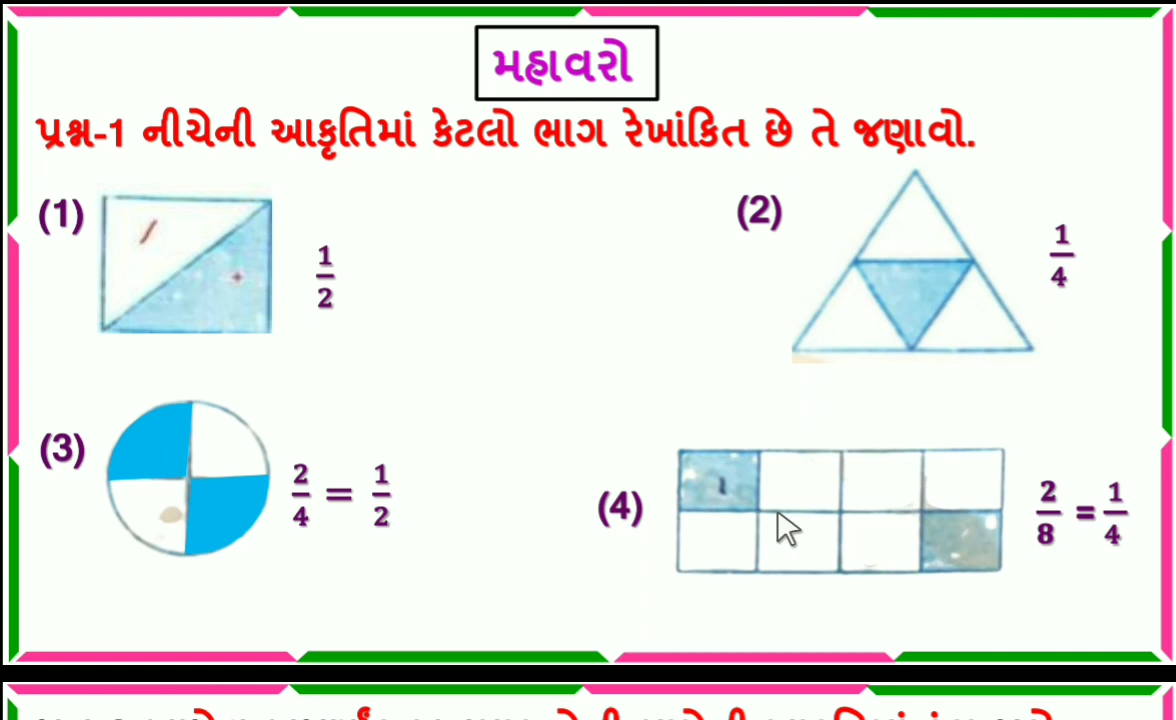 મહાવરો
પ્રશ્ન-1 નીચેની આકૃતિમાં કેટલો ભાગ રેખાંકિત છે તે જણાવો.
(1) 1/2
(2) 1/4
(3) 2/4 = 1/2
(4) 2/8 = 1/4